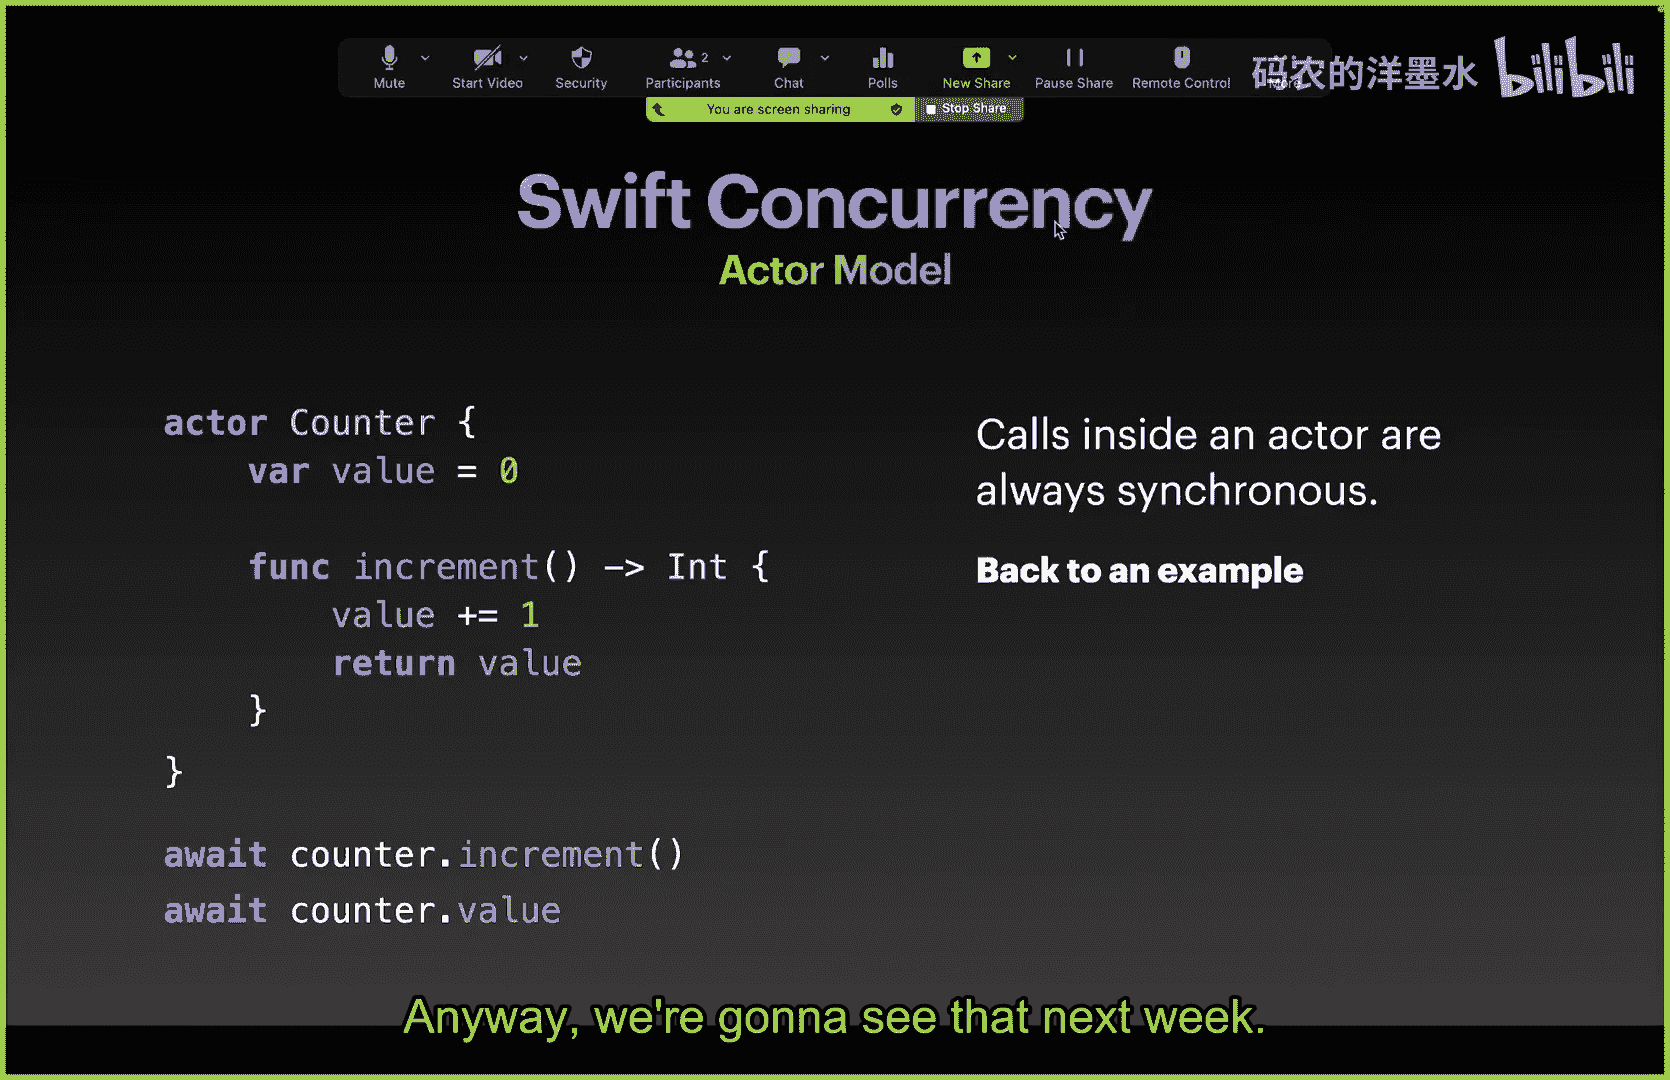 Mute
Start Video
Security
Participants
2
Chat
Polls
New Share
Pause Share
Remote Control
More
码农的洋墨水
bilibili
You are screen sharing
Stop Share
Swift Concurrency
Actor Model
actor Counter {
var value = 0
func increment() -> Int {
value += 1
return value
}
}
await counter.increment()
await counter.value
Calls inside an actor are
always synchronous.
Back to an example
Anyway, we're gonna see that next week.